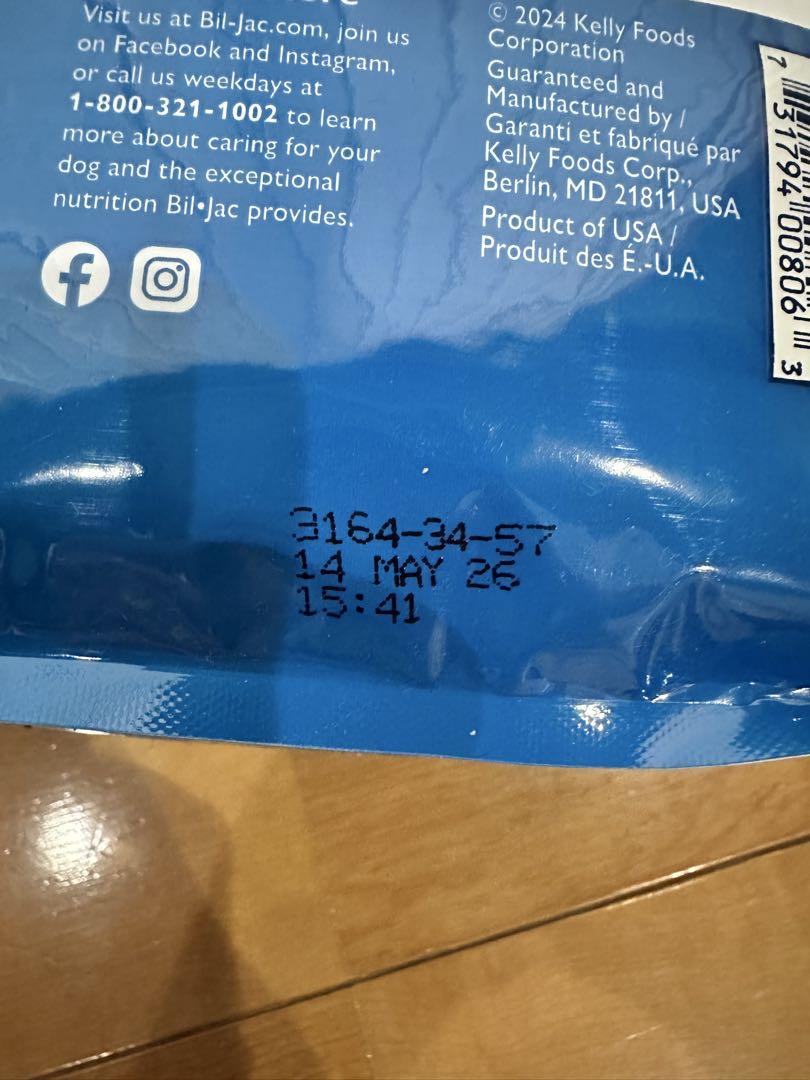 Visit us at Bil-Jac.com, join us
on Facebook and Instagram,
or call us weekdays at
1-800-321-1002 to learn
more about caring for your
dog and the exceptional
nutrition Bil•Jac provides.
© 2024 Kelly Foods
Corporation
Guaranteed and
Manufactured by /
Garanti et fabriqué par
Kelly Foods Corp.,
Berlin, MD 21811, USA
Product of USA /
Produit des É.-U.A.
7 31794 00806 3
3164-34-57
14 MAY 26
15:41